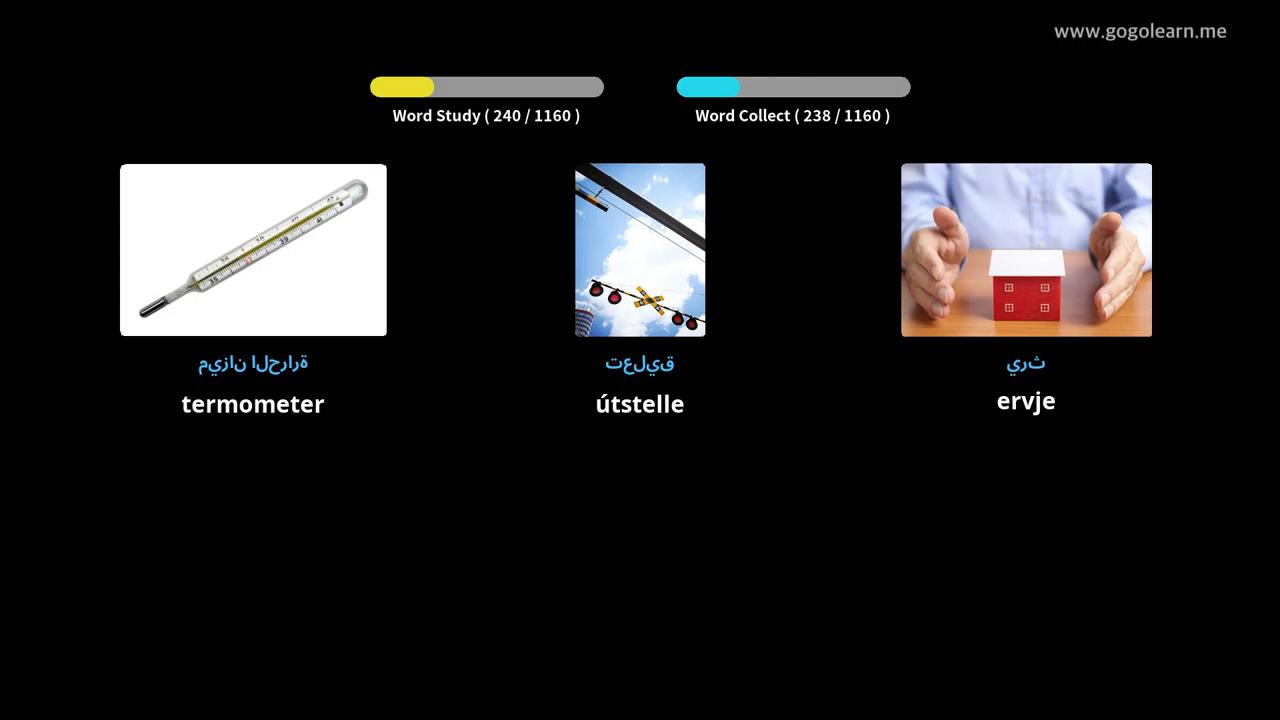 www.gogolearn.me
Word Study ( 240 / 1160 )
Word Collect ( 238 / 1160 )
ميزان الحرارة
تعليق
يرث
termometer
útstelle
ervje